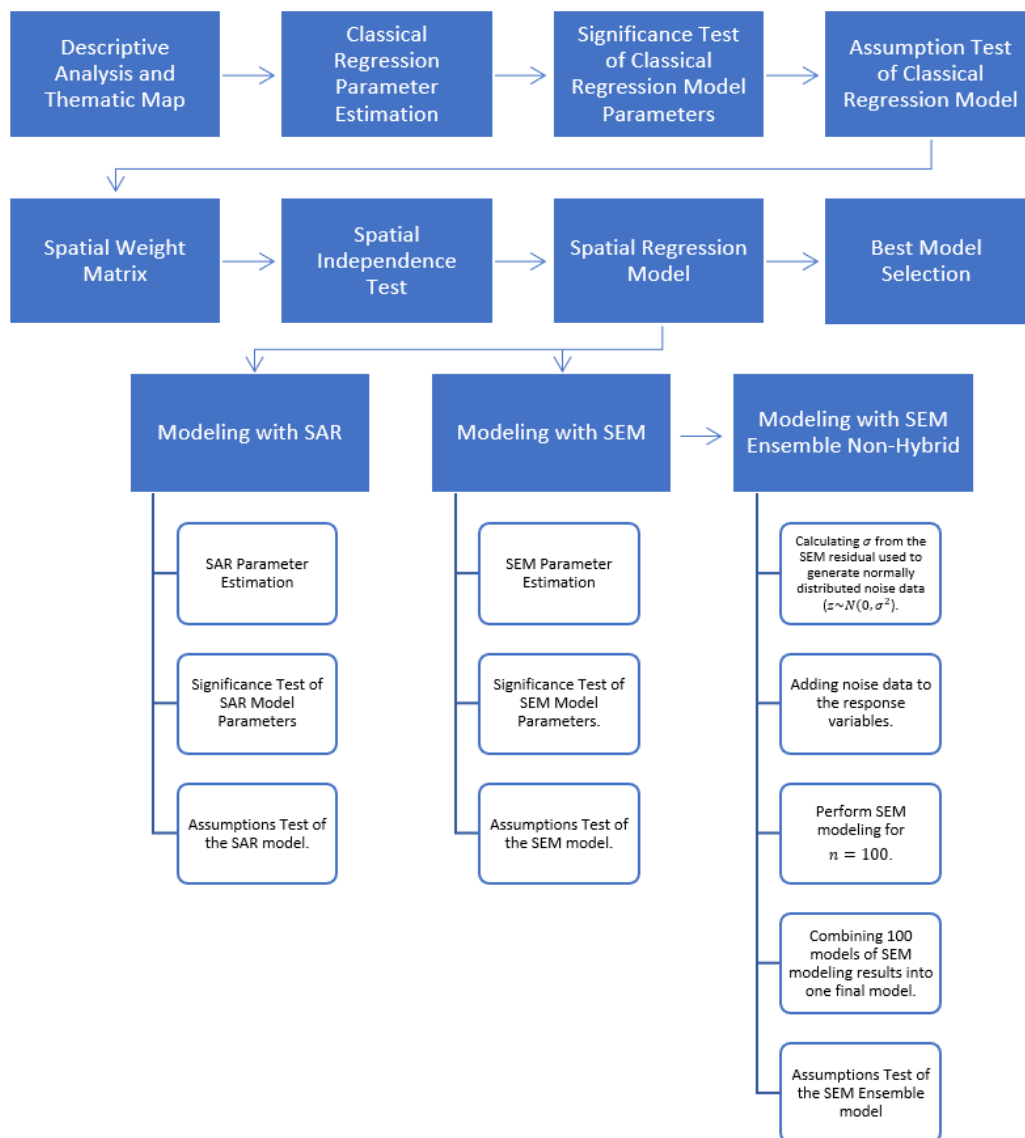 Descriptive
Analysis and
Thematic Map
Classical
Regression
Parameter
Estimation
Significance Test
of Classical
Regression Model
Parameters
Assumption Test
of Classical
Regression Model
Spatial Weight
Matrix
Spatial
Independence
Test
Spatial Regression
Model
Best Model
Selection
Modeling with SAR
Modeling with SEM
Modeling with SEM
Ensemble Non-Hybrid
SAR Parameter
Estimation
Significance Test of
SAR Model
Parameters
Assumptions Test of
the SAR model.
SEM Parameter
Estimation
Significance Test of
SEM Model
Parameters.
Assumptions Test of
the SEM model.
Calculating σ from the
SEM residual used to
generate normally
distributed noise data
(z~N(0, σ²).
Adding noise data to
the response
variables.
Perform SEM
modeling for
n = 100.
Combining 100
models of SEM
modeling results into
one final model.
Assumptions Test of
the SEM Ensemble
model